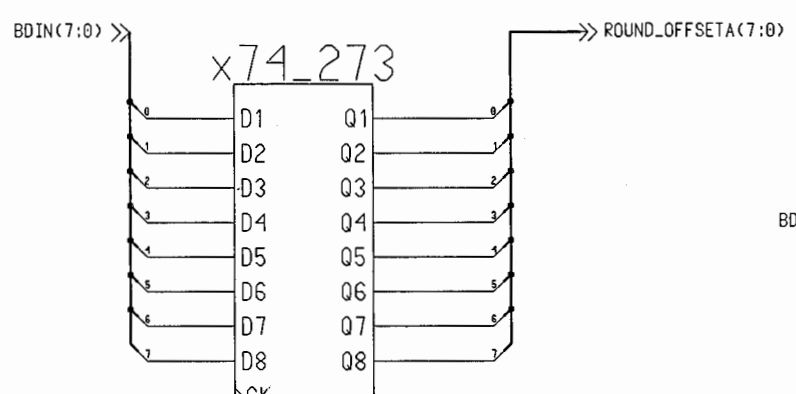 BDIN(7:0)
ROUND_OFFSETA(7:0)
x74_273
0 D1 Q1 0
1 D2 Q2 1
2 D3 Q3 2
BD
3 D4 Q4 3
4 D5 Q5 4
5 D6 Q6 5
6 D7 Q7 6
7 D8 Q8 7
CK